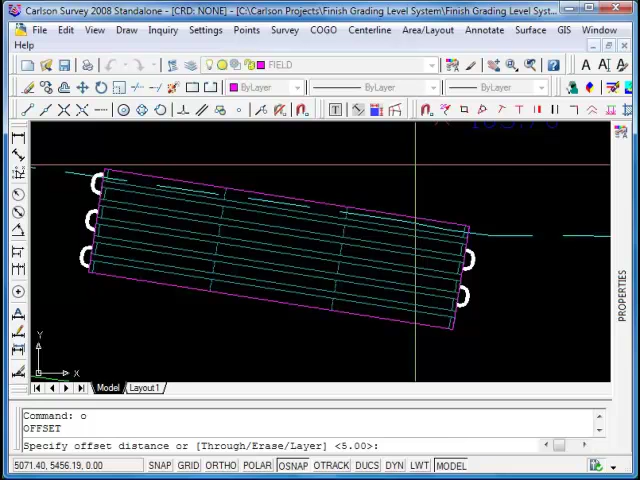 Carlson Survey 2008 Standalone - [CRD: NONE] - [C:\Carlson Projects\Finish Grading Level System\Finish Grading Level Syst...
File Edit View Draw Inquiry Settings Points Survey COGO Centerline Area/Layout Annotate Surface GIS Window
Help
FIELD
ByLayer ByLayer ByLayer
Y
X
PROPERTIES
Model Layout1
Command: o
OFFSET
Specify offset distance or [Through/Erase/Layer] <5.00>:
5071.40, 5456.19, 0.00 SNAP GRID ORTHO POLAR OSNAP OTRACK DUCS DYN LWT MODEL